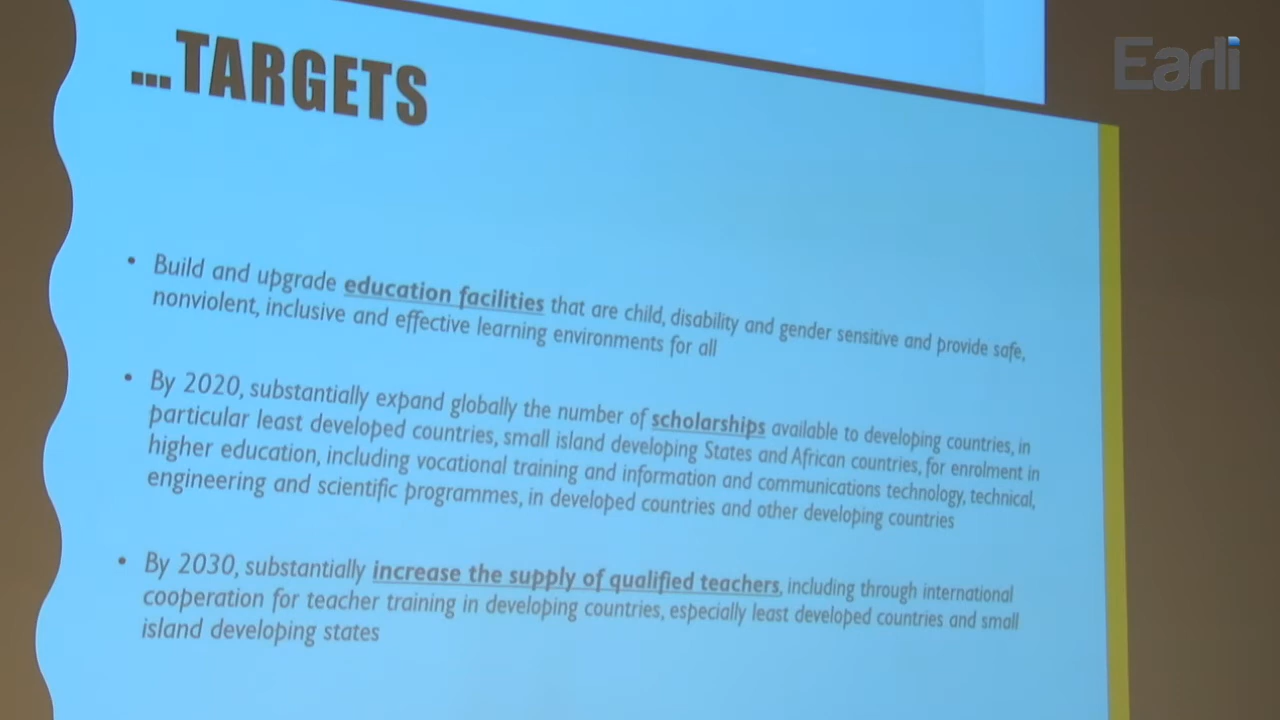 Earli
...TARGETS
• Build and upgrade education facilities that are child, disability and gender sensitive and provide safe,
nonviolent, inclusive and effective learning environments for all
• By 2020, substantially expand globally the number of scholarships available to developing countries, in
particular least developed countries, small island developing States and African countries, for enrolment in
higher education, including vocational training and information and communications technology, technical,
engineering and scientific programmes, in developed countries and other developing countries
• By 2030, substantially increase the supply of qualified teachers, including through international
cooperation for teacher training in developing countries, especially least developed countries and small
island developing states